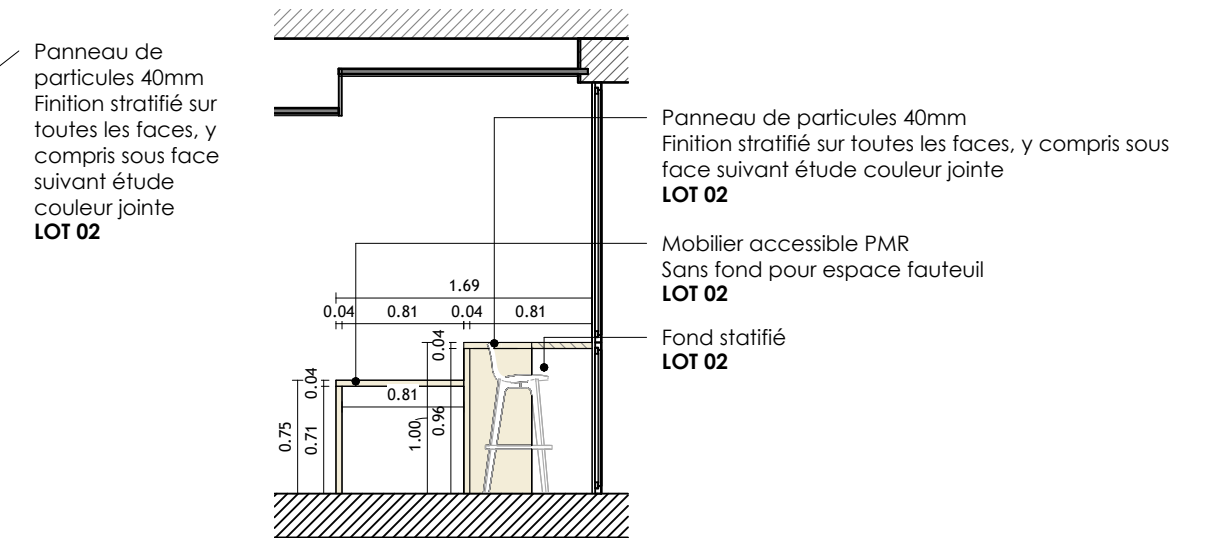 Panneau de
particules 40mm
Finition stratifié sur
toutes les faces, y
compris sous face
suivant étude
couleur jointe
LOT 02
Panneau de particules 40mm
Finition stratifié sur toutes les faces, y compris sous
face suivant étude couleur jointe
LOT 02
Mobilier accessible PMR
Sans fond pour espace fauteuil
LOT 02
Fond statifié
LOT 02
1.69
0.04 0.81 0.04 0.81
0.04
0.04
0.81
0.75
0.71
1.00
0.96